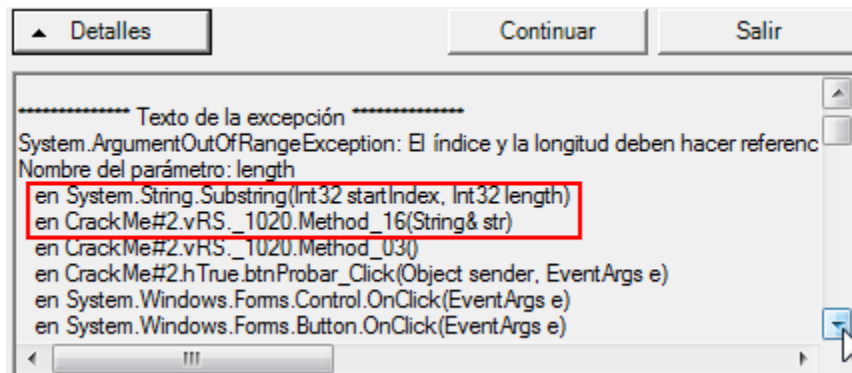 ▲ Detalles
Continuar
Salir
************** Texto de la excepción **************
System.ArgumentOutOfRangeException: El índice y la longitud deben hacer referenc
Nombre del parámetro: length
en System.String.Substring(Int32 startIndex, Int32 length)
en CrackMe#2.vRS._1020.Method_16(String& str)
en CrackMe#2.vRS._1020.Method_03()
en CrackMe#2.hTrue.btnProbar_Click(Object sender, EventArgs e)
en System.Windows.Forms.Control.OnClick(EventArgs e)
en System.Windows.Forms.Button.OnClick(EventArgs e)